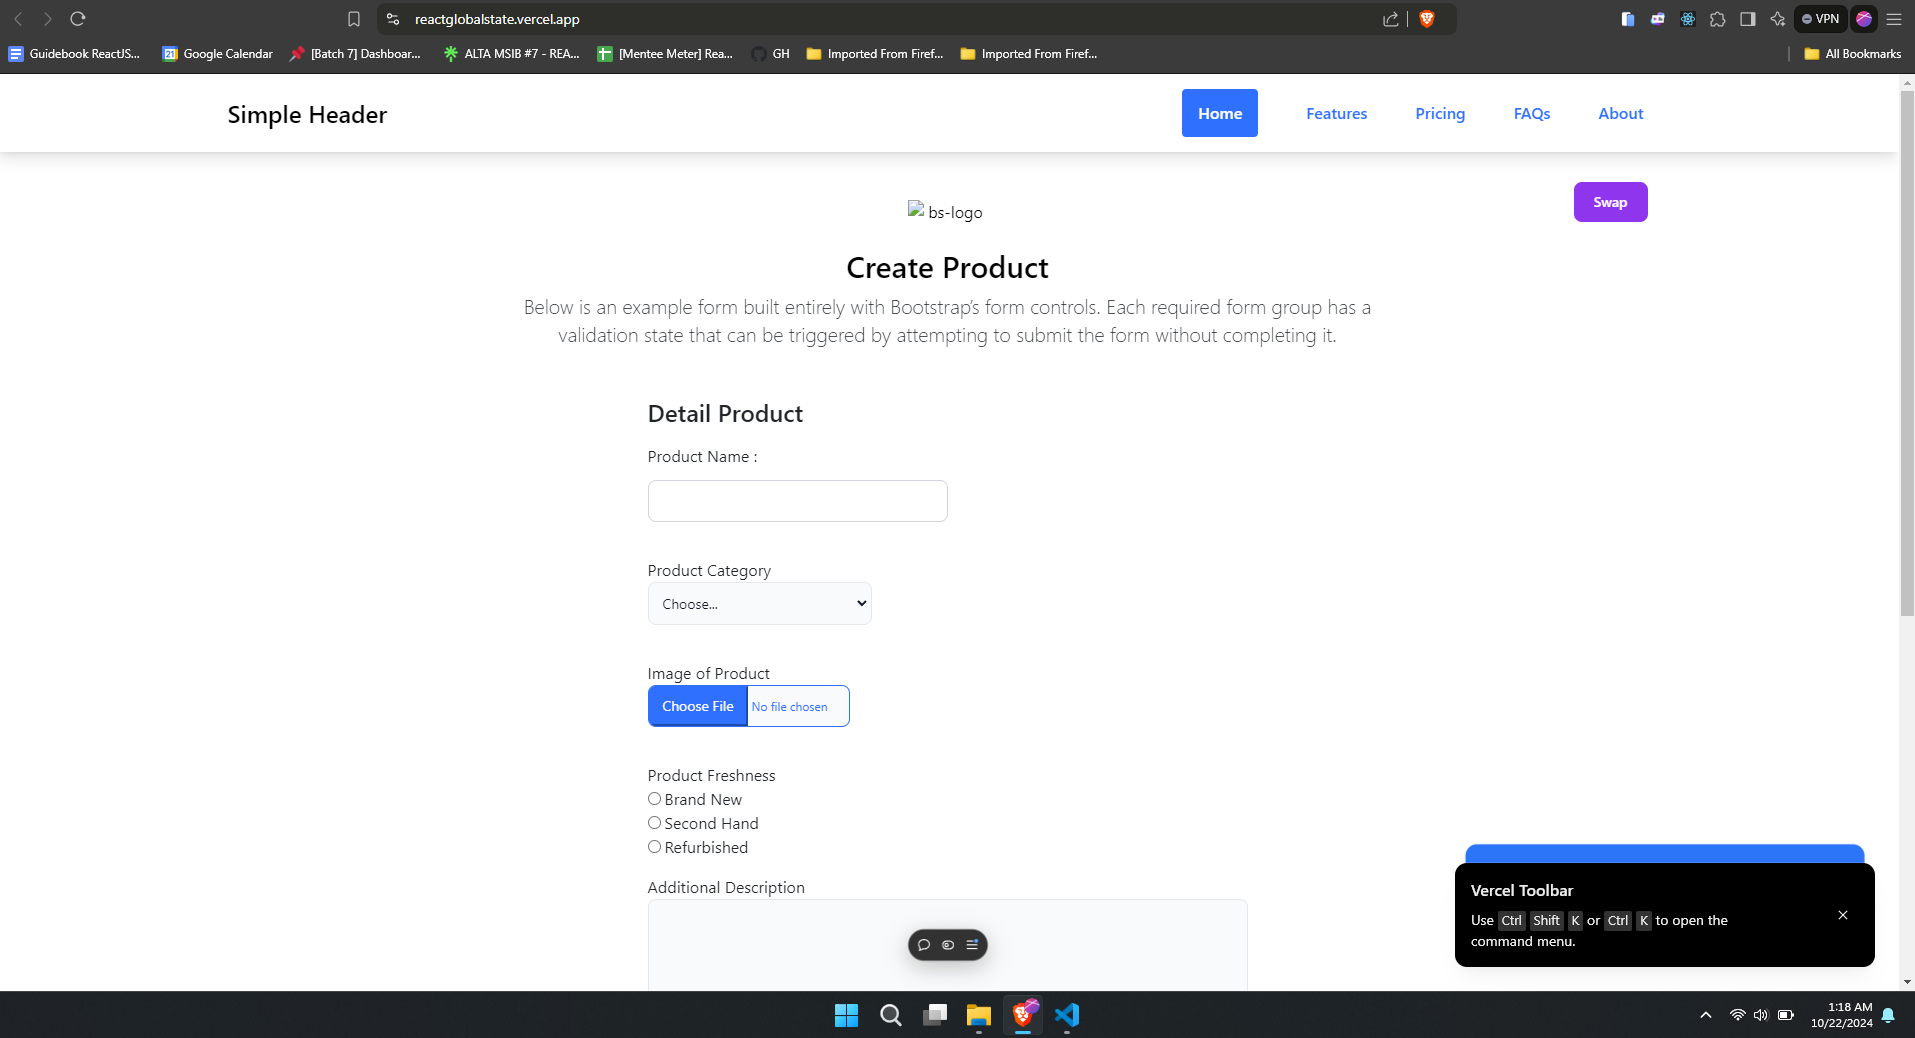 reactglobalstate.vercel.app
VPN
Guidebook ReactJS...
21
Google Calendar
[Batch 7] Dashboar...
ALTA MSIB #7 - REA...
[Mentee Meter] Rea...
GH
Imported From Firef...
Imported From Firef...
All Bookmarks
Simple Header
Home
Features
Pricing
FAQs
About
Swap
bs-logo
Create Product
Below is an example form built entirely with Bootstrap’s form controls. Each required form group has a
validation state that can be triggered by attempting to submit the form without completing it.
Detail Product
Product Name :
Product Category
Choose...
Image of Product
Choose File No file chosen
Product Freshness
Brand New
Second Hand
Refurbished
Additional Description
Vercel Toolbar
Use Ctrl Shift K or Ctrl K to open the
command menu.
1:18 AM
10/22/2024